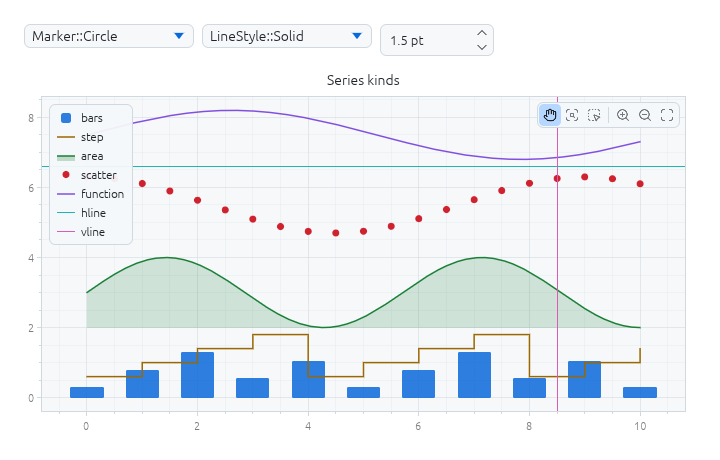 Marker::Circle LineStyle::Solid 1.5 pt
Series kinds
bars
step
area
scatter
function
hline
vline
8
6
4
2
0
0 2 4 6 8 10